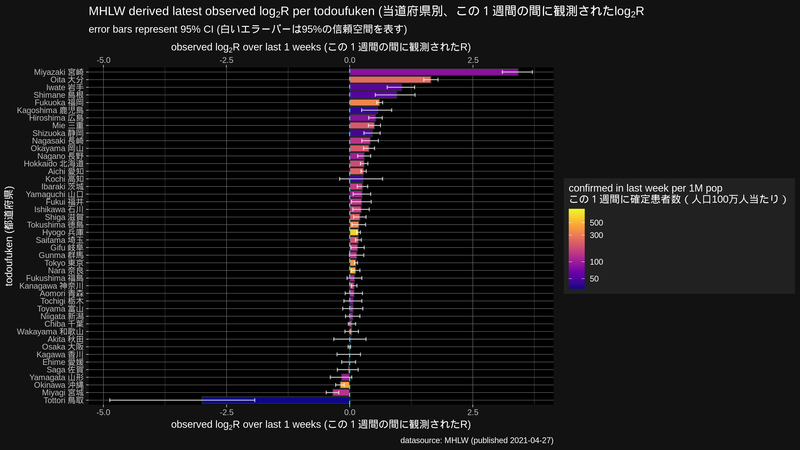 MHLW derived latest observed log2R per todoufuken (当道府県別、この１週間の間に観測されたlog2R
error bars represent 95% CI (白いエラーバーは95%の信頼空間を表す)
observed log2R over last 1 weeks (この１週間の間に観測されたR)
-5.0 -2.5 0.0 2.5
todoufuken (都道府県)
Miyazaki 宮崎
Oita 大分
Iwate 岩手
Shimane 島根
Fukuoka 福岡
Kagoshima 鹿児島
Hiroshima 広島
Mie 三重
Shizuoka 静岡
Nagasaki 長崎
Okayama 岡山
Nagano 長野
Hokkaido 北海道
Aichi 愛知
Kochi 高知
Ibaraki 茨城
Yamaguchi 山口
Fukui 福井
Ishikawa 石川
Shiga 滋賀
Tokushima 徳島
Hyogo 兵庫
Saitama 埼玉
Gifu 岐阜
Gunma 群馬
Tokyo 東京
Nara 奈良
Fukushima 福島
Kanagawa 神奈川
Aomori 青森
Tochigi 栃木
Toyama 富山
Niigata 新潟
Chiba 千葉
Wakayama 和歌山
Akita 秋田
Osaka 大阪
Kagawa 香川
Ehime 愛媛
Saga 佐賀
Yamagata 山形
Okinawa 沖縄
Miyagi 宮城
Tottori 鳥取
-5.0 -2.5 0.0 2.5
observed log2R over last 1 weeks (この１週間の間に観測されたR)
confirmed in last week per 1M pop
この１週間に確定患者数（人口100万人当たり）
500
300
100
50
datasource: MHLW (published 2021-04-27)